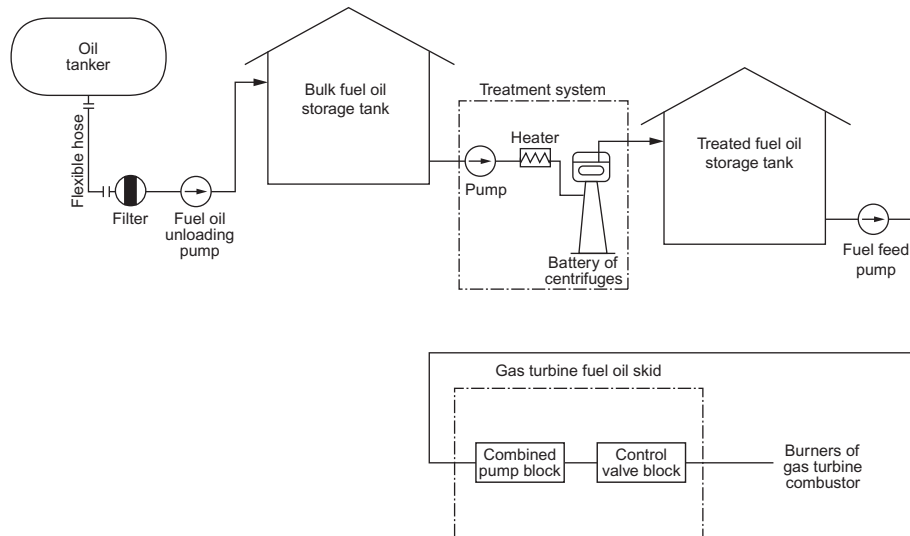 Oil
tanker
Flexible hose
Filter
Fuel oil
unloading
pump
Bulk fuel oil
storage tank
Treatment system
Pump
Heater
Battery of
centrifuges
Treated fuel oil
storage tank
Fuel feed
pump
Gas turbine fuel oil skid
Combined
pump block
Control
valve block
Burners of
gas turbine
combustor